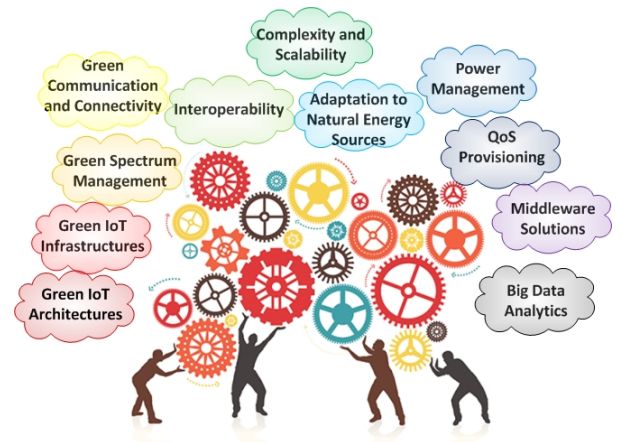 Complexity and
Scalability
Green
Communication
and Connectivity
Interoperability
Adaptation to
Natural Energy
Sources
Power
Management
Green Spectrum
Management
QoS
Provisioning
Green IoT
Infrastructures
Middleware
Solutions
Green IoT
Architectures
Big Data
Analytics